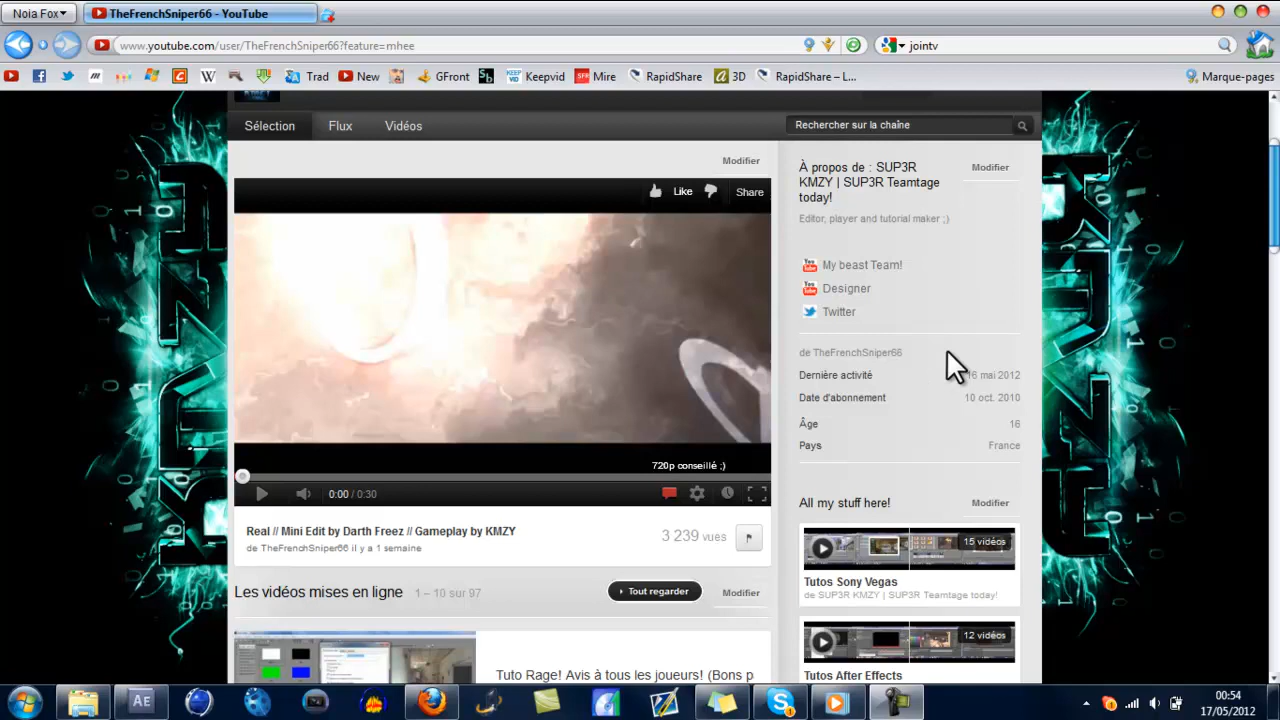 Noia Fox
TheFrenchSniper66 - YouTube
www.youtube.com/user/TheFrenchSniper66?feature=mhee
jointv
Trad
New
GFront
Keepvid
Mire
RapidShare
3D
RapidShare – L...
Marque-pages
Sélection
Flux
Vidéos
Rechercher sur la chaîne
Modifier
Like
Share
720p conseillé ;)
0:00 / 0:30
Real // Mini Edit by Darth Freez // Gameplay by KMZY
de TheFrenchSniper66 il y a 1 semaine
3 239 vues
Les vidéos mises en ligne
1 – 10 sur 97
Tout regarder
Modifier
Tuto Rage! Avis à tous les joueurs! (Bons p
À propos de : SUP3R
KMZY | SUP3R Teamtage
today!
Modifier
Editor, player and tutorial maker ;)
My beast Team!
Designer
Twitter
de TheFrenchSniper66
Dernière activité
16 mai 2012
Date d'abonnement
10 oct. 2010
Âge
16
Pays
France
All my stuff here!
Modifier
15 vidéos
Tutos Sony Vegas
de SUP3R KMZY | SUP3R Teamtage today!
12 vidéos
Tutos After Effects
AE
00:54
17/05/2012